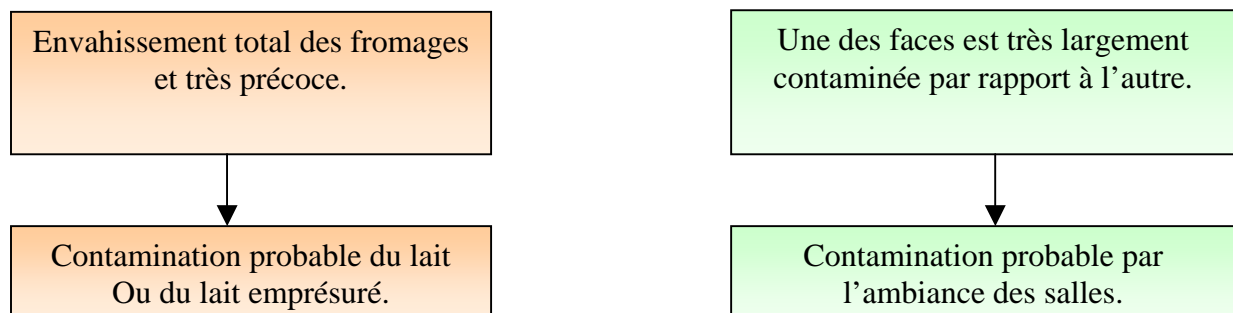 Envahissement total des fromages
et très précoce.
Une des faces est très largement
contaminée par rapport à l'autre.
Contamination probable du lait
Ou du lait emprésuré.
Contamination probable par
l'ambiance des salles.